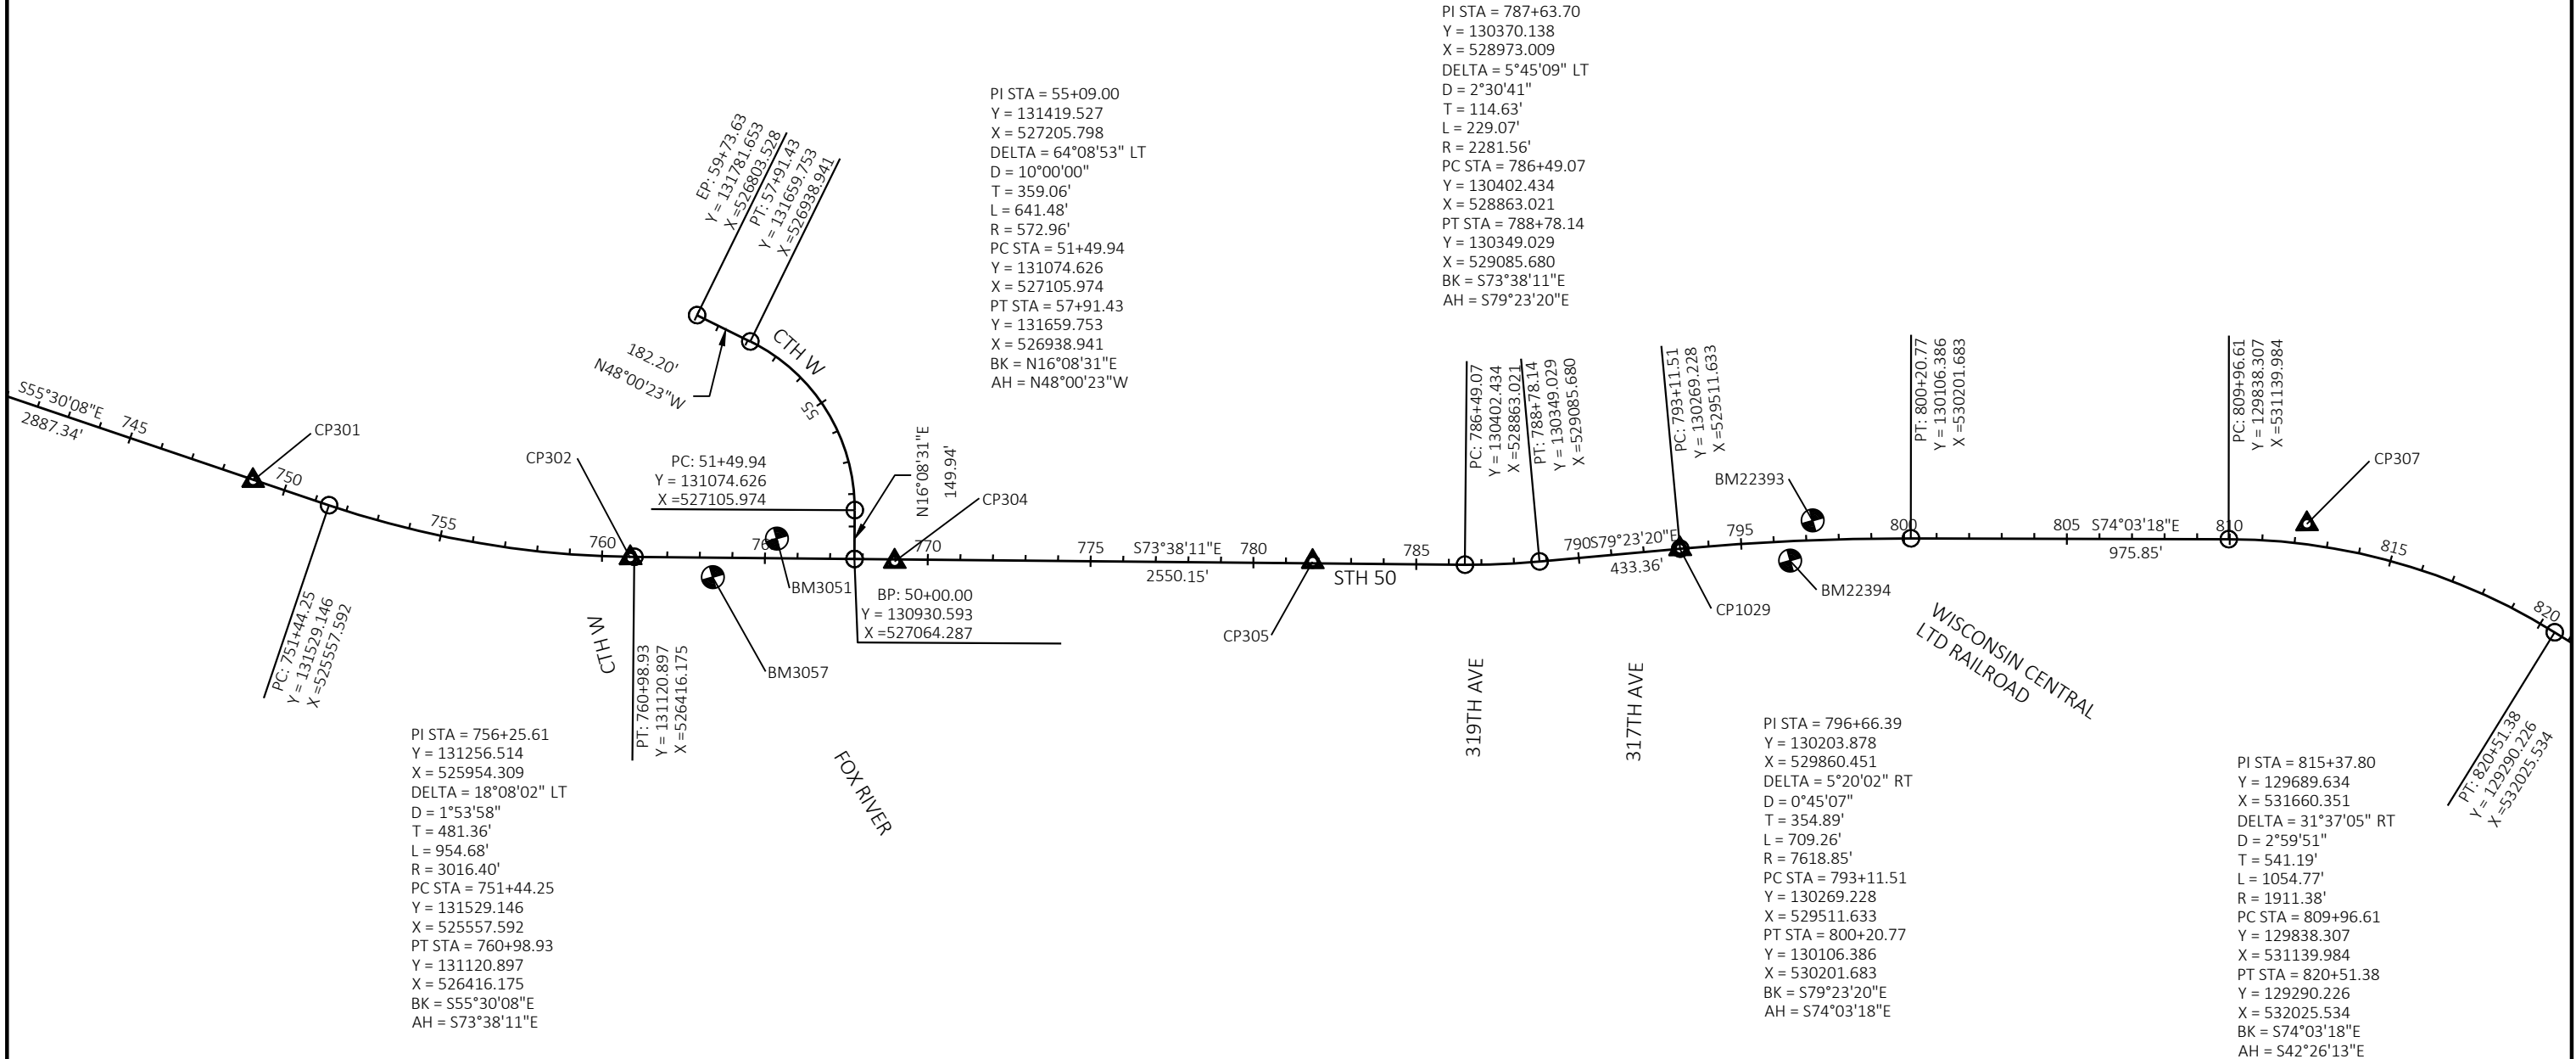 PI STA = 787+63.70
Y = 130370.138
X = 528973.009
DELTA = 5°45'09" LT
D = 2°30'41"
T = 114.63'
L = 229.07'
R = 2281.56'
PC STA = 786+49.07
Y = 130402.434
X = 528863.021
PT STA = 788+78.14
Y = 130349.029
X = 529085.680
BK = S73°38'11"E
AH = S79°23'20"E
PI STA = 55+09.00
Y = 131419.527
X = 527205.798
DELTA = 64°08'53" LT
D = 10°00'00"
T = 359.06'
L = 641.48'
R = 572.96'
PC STA = 51+49.94
Y = 131074.626
X = 527105.974
PT STA = 57+91.43
Y = 131659.753
X = 526938.941
BK = N16°08'31"E
AH = N48°00'23"W
EP: 59+73.63
Y = 131781.653
X =526803.528
PT: 57+91.43
Y = 131659.753
X =526938.941
182.20'
N48°00'23"W
CTH W
55
S55°30'08"E
2887.34'
745
CP301
750
755
CP302
760
PC: 51+49.94
Y = 131074.626
X =527105.974
N16°08'31"E
149.94'
CP304
770
775
S73°38'11"E
2550.15'
780
STH 50
785
PC: 786+49.07
Y = 130402.434
X =528863.021
PT: 788+78.14
Y = 130349.029
X =529085.680
790
S79°23'20"E
433.36'
PC: 793+11.51
Y = 130269.228
X =529511.633
795
BM22393
PT: 800+20.77
Y = 130106.386
X =530201.683
800
805
S74°03'18"E
975.85'
PC: 809+96.61
Y = 129838.307
X =531139.984
810
CP307
815
820
BM22394
CP1029
CP305
BM3051
BM3057
BP: 50+00.00
Y = 130930.593
X =527064.287
PC: 751+44.25
Y = 131529.146
X =525557.592
CTH W
PT: 760+98.93
Y = 131120.897
X =526416.175
FOX RIVER
319TH AVE
317TH AVE
WISCONSIN CENTRAL
LTD RAILROAD
PT: 820+51.38
Y = 129290.226
X =532025.534
PI STA = 756+25.61
Y = 131256.514
X = 525954.309
DELTA = 18°08'02" LT
D = 1°53'58"
T = 481.36'
L = 954.68'
R = 3016.40'
PC STA = 751+44.25
Y = 131529.146
X = 525557.592
PT STA = 760+98.93
Y = 131120.897
X = 526416.175
BK = S55°30'08"E
AH = S73°38'11"E
PI STA = 796+66.39
Y = 130203.878
X = 529860.451
DELTA = 5°20'02" RT
D = 0°45'07"
T = 354.89'
L = 709.26'
R = 7618.85'
PC STA = 793+11.51
Y = 130269.228
X = 529511.633
PT STA = 800+20.77
Y = 130106.386
X = 530201.683
BK = S79°23'20"E
AH = S74°03'18"E
PI STA = 815+37.80
Y = 129689.634
X = 531660.351
DELTA = 31°37'05" RT
D = 2°59'51"
T = 541.19'
L = 1054.77'
R = 1911.38'
PC STA = 809+96.61
Y = 129838.307
X = 531139.984
PT STA = 820+51.38
Y = 129290.226
X = 532025.534
BK = S74°03'18"E
AH = S42°26'13"E